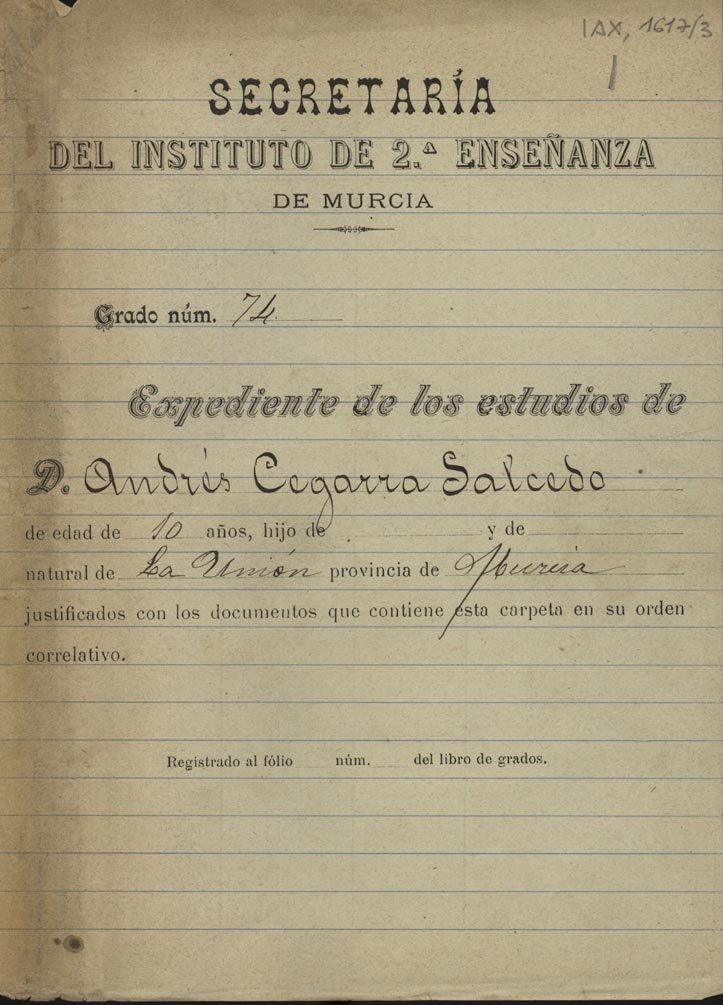 IAX, 1617/3
1
SECRETARÍA
DEL INSTITUTO DE 2.ª ENSEÑANZA
DE MURCIA
Grado núm. 74
Expediente de los estudios de
D. Andrés Cegarra Salcedo
de edad de 10 años, hijo de y de
natural de La Unión provincia de Murcia
justificados con los documentos que contiene esta carpeta en su orden
correlativo.
Registrado al fólio núm. del libro de grados.